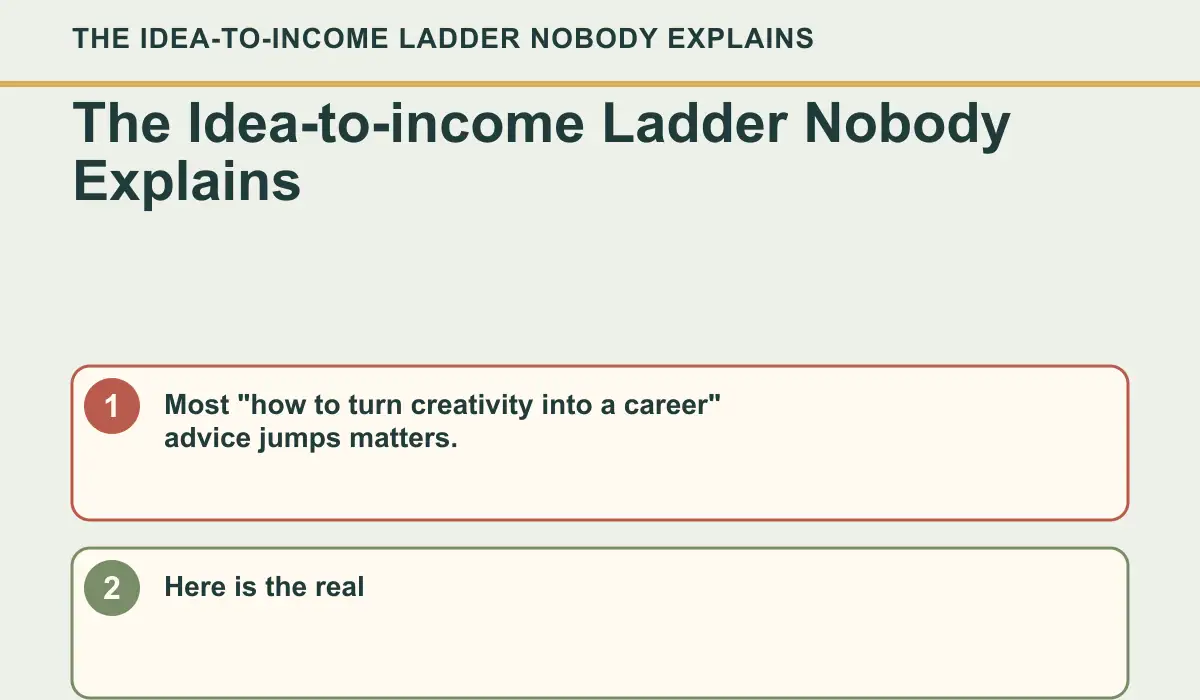 THE IDEA-TO-INCOME LADDER NOBODY EXPLAINS
The Idea-to-income Ladder Nobody
Explains
1
Most "how to turn creativity into a career"
advice jumps matters.
2
Here is the real